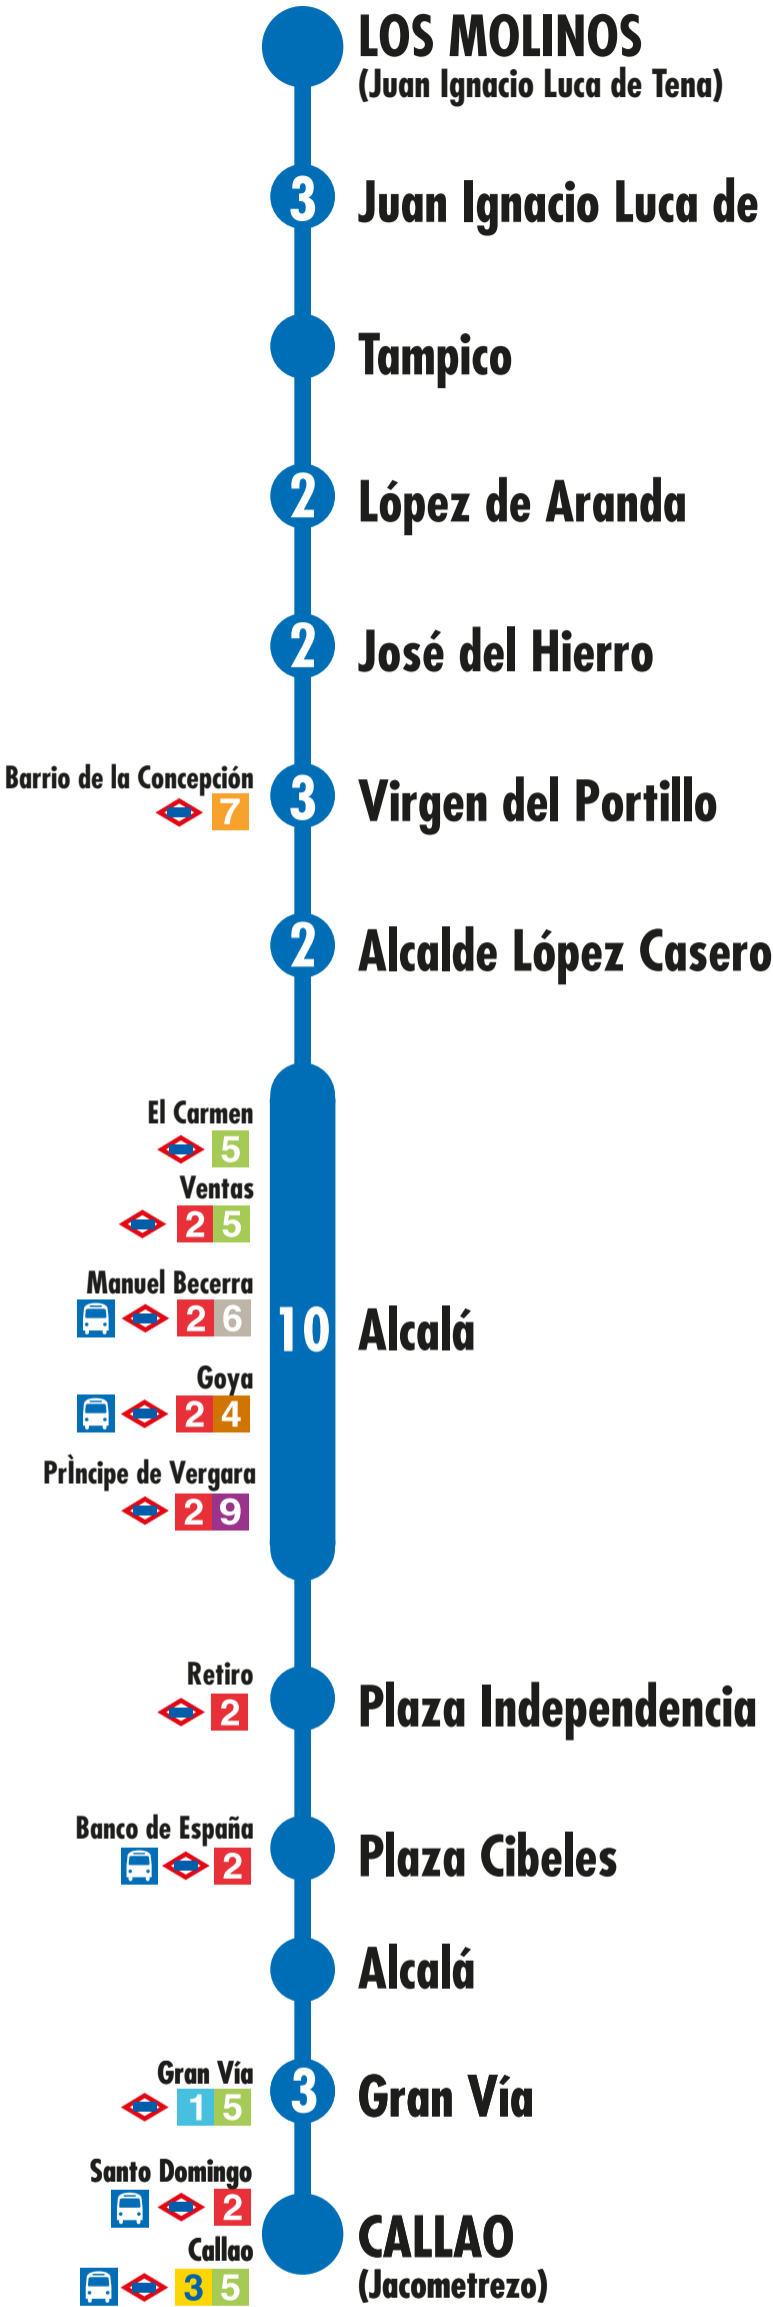 LOS MOLINOS
(Juan Ignacio Luca de Tena)
3 Juan Ignacio Luca de
Tampico
2 López de Aranda
2 José del Hierro
Barrio de la Concepción
7
3 Virgen del Portillo
2 Alcalde López Casero
El Carmen
5
Ventas
2 5
Manuel Becerra
2 6
10 Alcalá
Goya
2 4
PrÌncipe de Vergara
2 9
Retiro
2
Plaza Independencia
Banco de España
2
Plaza Cibeles
Alcalá
Gran Vía
1 5
3 Gran Vía
Santo Domingo
2
Callao
3 5
CALLAO
(Jacometrezo)